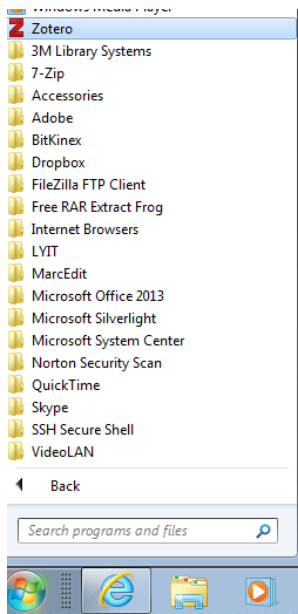 Windows Media Player
Zotero
3M Library Systems
7-Zip
Accessories
Adobe
BitKinex
Dropbox
FileZilla FTP Client
Free RAR Extract Frog
Internet Browsers
LYIT
MarcEdit
Microsoft Office 2013
Microsoft Silverlight
Microsoft System Center
Norton Security Scan
QuickTime
Skype
SSH Secure Shell
VideoLAN
Back
Search programs and files